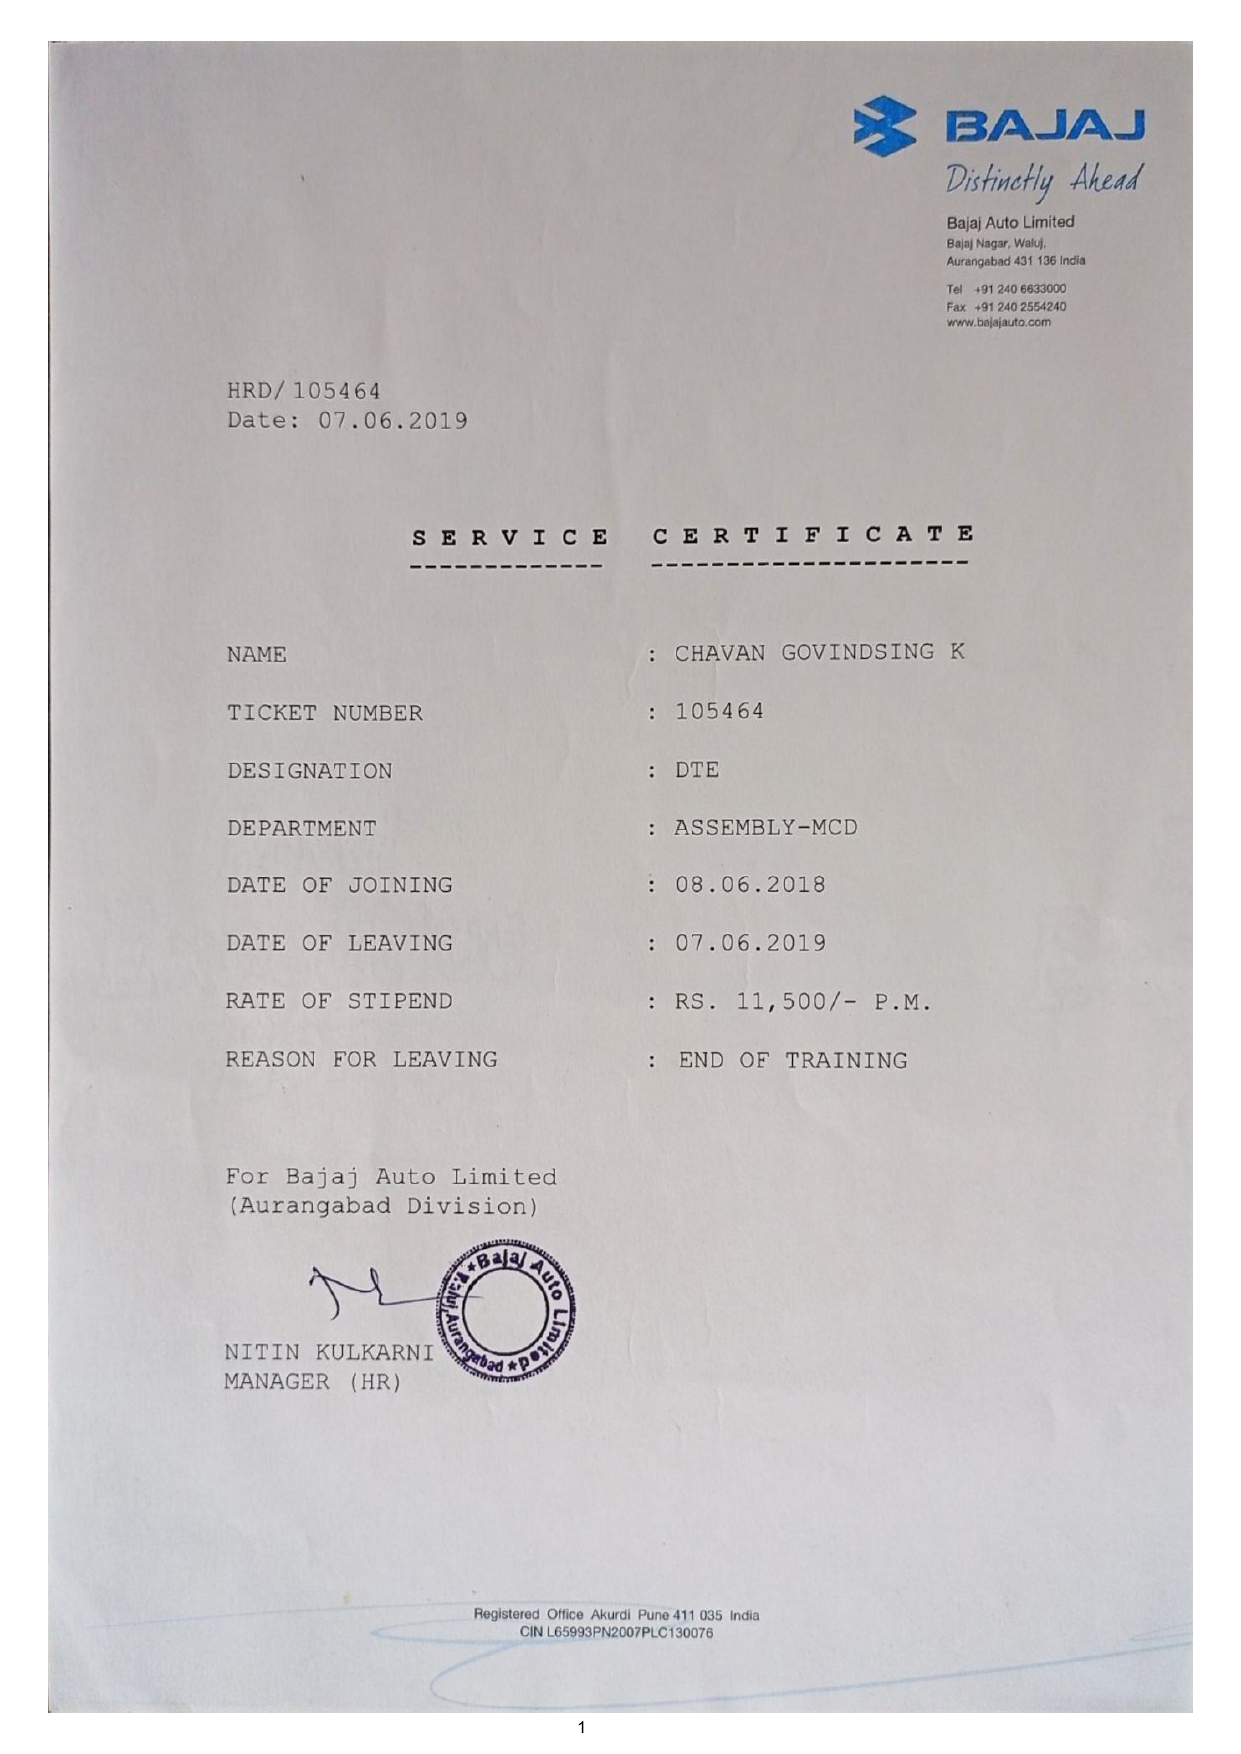 BAJAJ
Distinctly Ahead
Bajaj Auto Limited
Bajaj Nagar, Waluj,
Aurangabad 431 136 India
Tel +91 240 6633000
Fax +91 240 2554240
www.bajajauto.com
HRD/105464
Date: 07.06.2019
SERVICE CERTIFICATE
NAME : CHAVAN GOVINDSING K
TICKET NUMBER : 105464
DESIGNATION : DTE
DEPARTMENT : ASSEMBLY-MCD
DATE OF JOINING : 08.06.2018
DATE OF LEAVING : 07.06.2019
RATE OF STIPEND : RS. 11,500/- P.M.
REASON FOR LEAVING : END OF TRAINING
For Bajaj Auto Limited
(Aurangabad Division)
★Bajaj Auto Limited★
Waluj, Aurangabad
NITIN KULKARNI
MANAGER (HR)
Registered Office Akurdi Pune 411 035 India
CIN L65993PN2007PLC130076
1